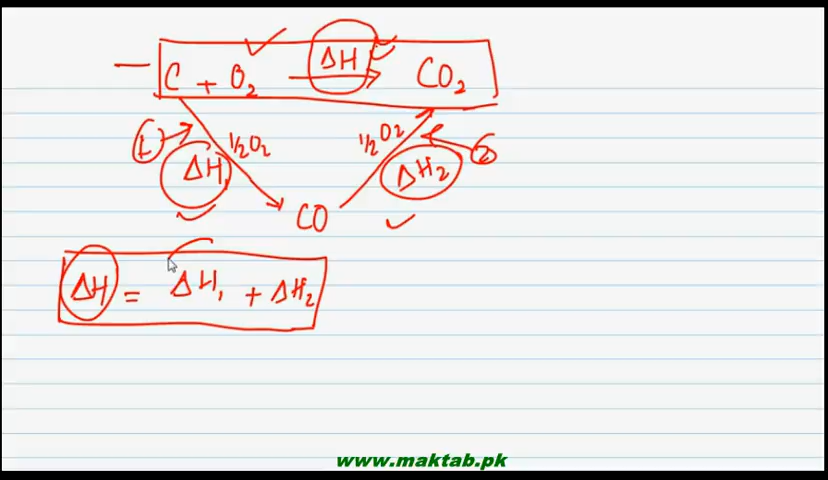 C + O₂ → CO₂
ΔH
1 ½O₂ ½O₂ 2
ΔH₁ ΔH₂
CO
ΔH = ΔH₁ + ΔH₂
www.maktab.pk